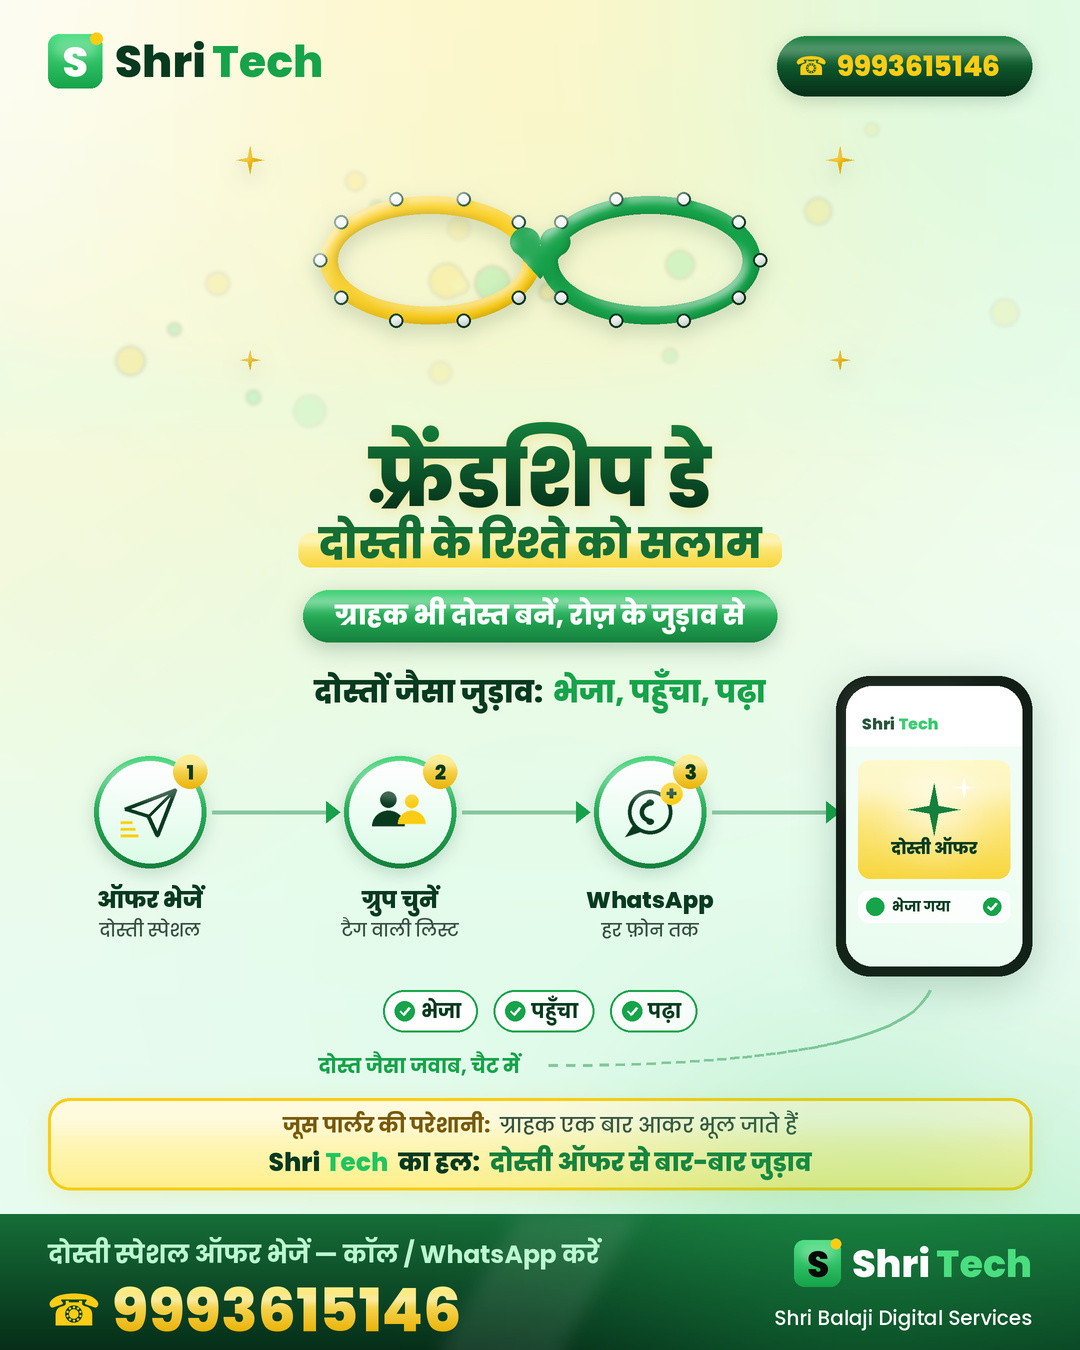 S Shri Tech
☎ 9993615146
फ़्रेंडशिप डे
दोस्ती के रिश्ते को सलाम
ग्राहक भी दोस्त बनें, रोज़ के जुड़ाव से
दोस्तों जैसा जुड़ाव: भेजा, पहुँचा, पढ़ा
1
2
3
ऑफर भेजें
दोस्ती स्पेशल
ग्रुप चुनें
टैग वाली लिस्ट
WhatsApp
हर फ़ोन तक
Shri Tech
दोस्ती ऑफर
भेजा गया
भेजा
पहुँचा
पढ़ा
दोस्त जैसा जवाब, चैट में
जूस पार्लर की परेशानी: ग्राहक एक बार आकर भूल जाते हैं
Shri Tech का हल: दोस्ती ऑफर से बार-बार जुड़ाव
दोस्ती स्पेशल ऑफर भेजें — कॉल / WhatsApp करें
☎ 9993615146
S Shri Tech
Shri Balaji Digital Services